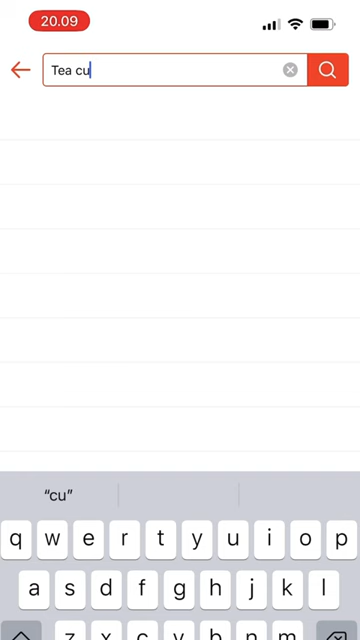 20.09
Tea cu
“cu”
q w e r t y u i o p
a s d f g h j k l
z x c v b n m